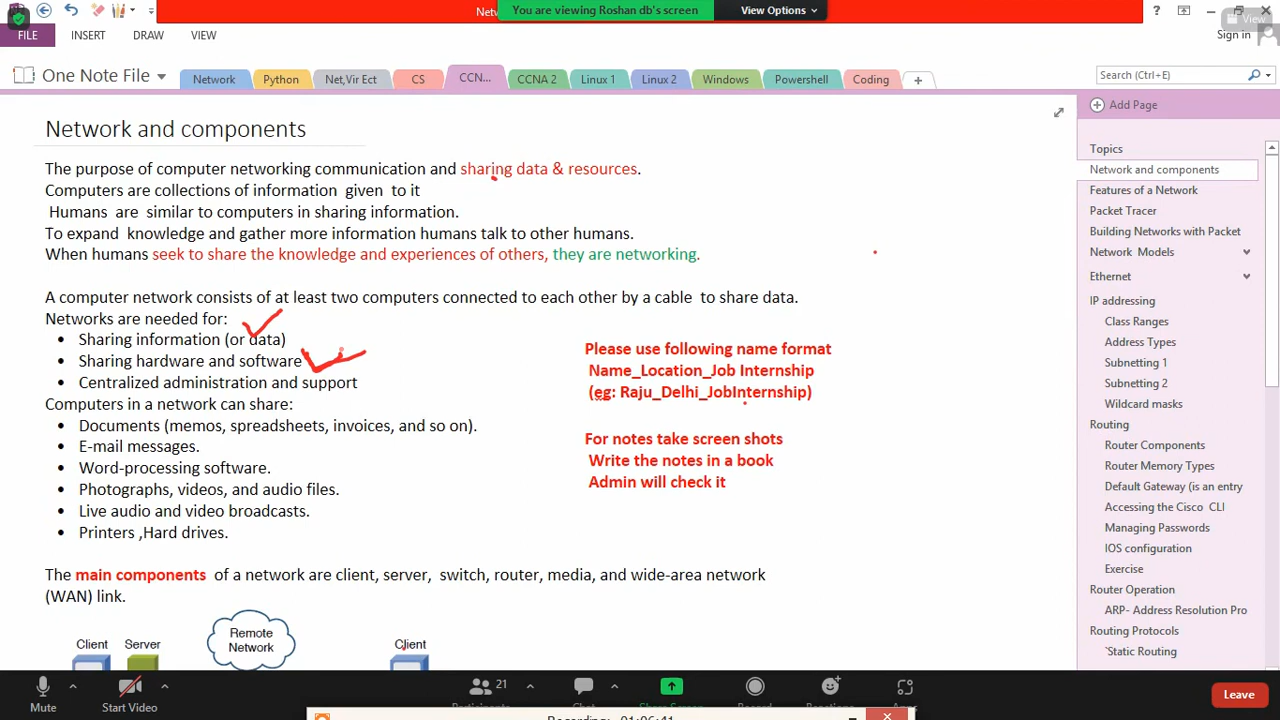 Net
You are viewing Roshan db's screen
View Options
View
FILE
INSERT
DRAW
VIEW
Sign in
One Note File
Network
Python
Net,Vir Ect
CS
CCN...
CCNA 2
Linux 1
Linux 2
Windows
Powershell
Coding
Search (Ctrl+E)
Network and components
The purpose of computer networking communication and sharing data & resources.
Computers are collections of information given to it
Humans are similar to computers in sharing information.
To expand knowledge and gather more information humans talk to other humans.
When humans seek to share the knowledge and experiences of others, they are networking.
A computer network consists of at least two computers connected to each other by a cable to share data.
Networks are needed for:
• Sharing information (or data)
• Sharing hardware and software
• Centralized administration and support
Computers in a network can share:
• Documents (memos, spreadsheets, invoices, and so on).
• E-mail messages.
• Word-processing software.
• Photographs, videos, and audio files.
• Live audio and video broadcasts.
• Printers ,Hard drives.
Please use following name format
Name_Location_Job Internship
(eg: Raju_Delhi_JobInternship)
For notes take screen shots
Write the notes in a book
Admin will check it
The main components of a network are client, server, switch, router, media, and wide-area network
(WAN) link.
Client
Server
Remote
Network
Client
Add Page
Topics
Network and components
Features of a Network
Packet Tracer
Building Networks with Packet
Network Models
Ethernet
IP addressing
Class Ranges
Address Types
Subnetting 1
Subnetting 2
Wildcard masks
Routing
Router Components
Router Memory Types
Default Gateway (is an entry
Accessing the Cisco CLI
Managing Passwords
IOS configuration
Exercise
Router Operation
ARP- Address Resolution Pro
Routing Protocols
`Static Routing
Mute
Start Video
21
Participants
Chat
Share Screen
Record
Reactions
Apps
Leave
Recording: 01:06:41